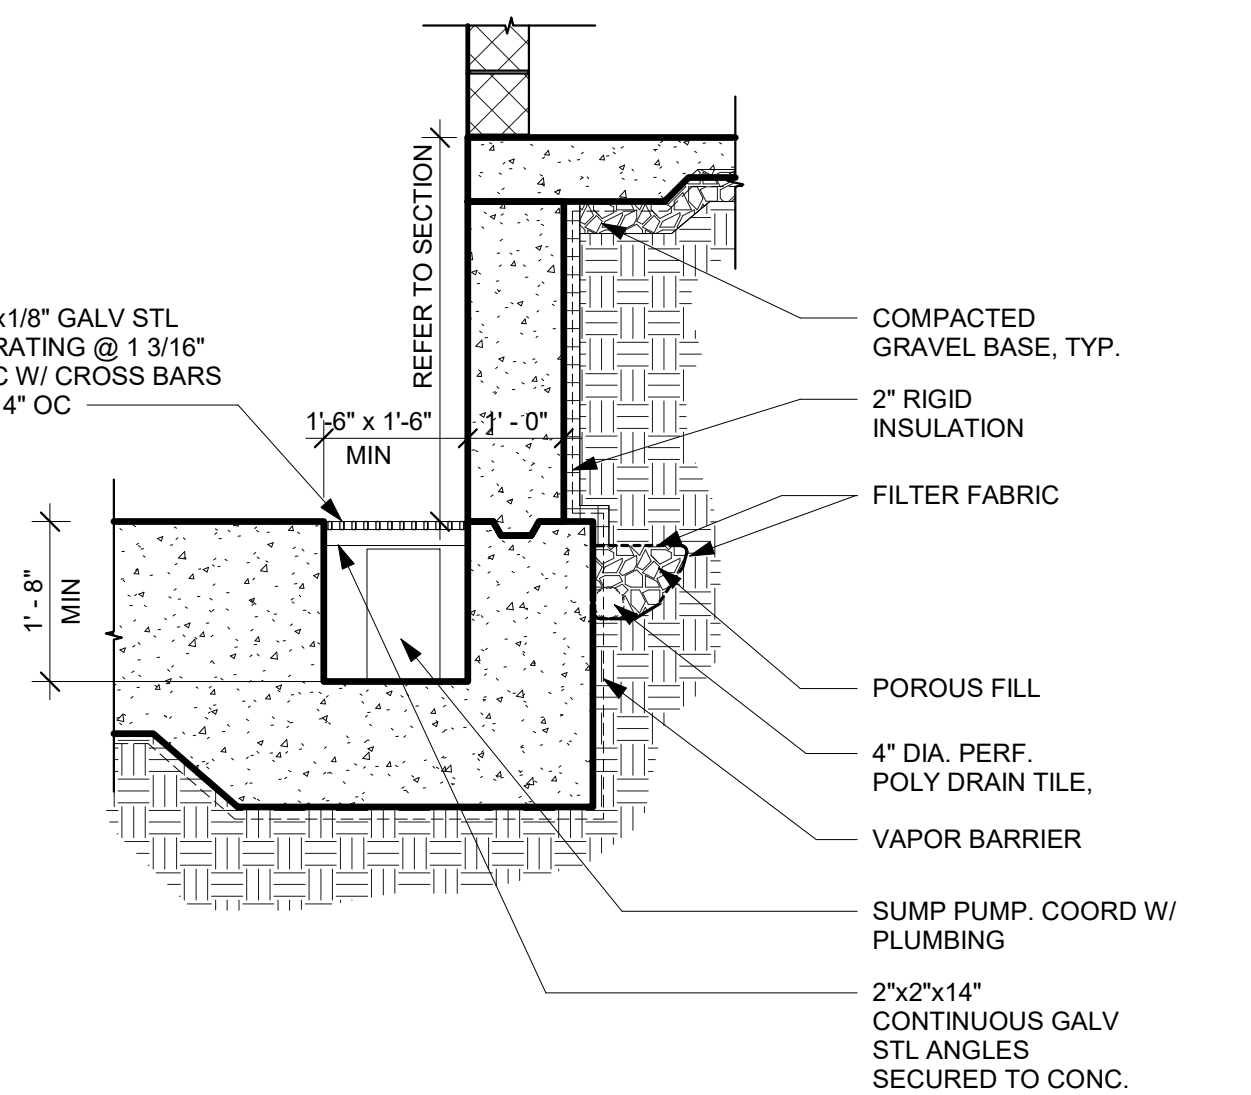 REFER TO SECTION
x1/8" GALV STL
RATING @ 1 3/16"
C W/ CROSS BARS
4" OC
1'-6" x 1'-6"
MIN
1' - 0"
1' - 8"
MIN
COMPACTED
GRAVEL BASE, TYP.
2" RIGID
INSULATION
FILTER FABRIC
POROUS FILL
4" DIA. PERF.
POLY DRAIN TILE,
VAPOR BARRIER
SUMP PUMP. COORD W/
PLUMBING
2"x2"x14"
CONTINUOUS GALV
STL ANGLES
SECURED TO CONC.